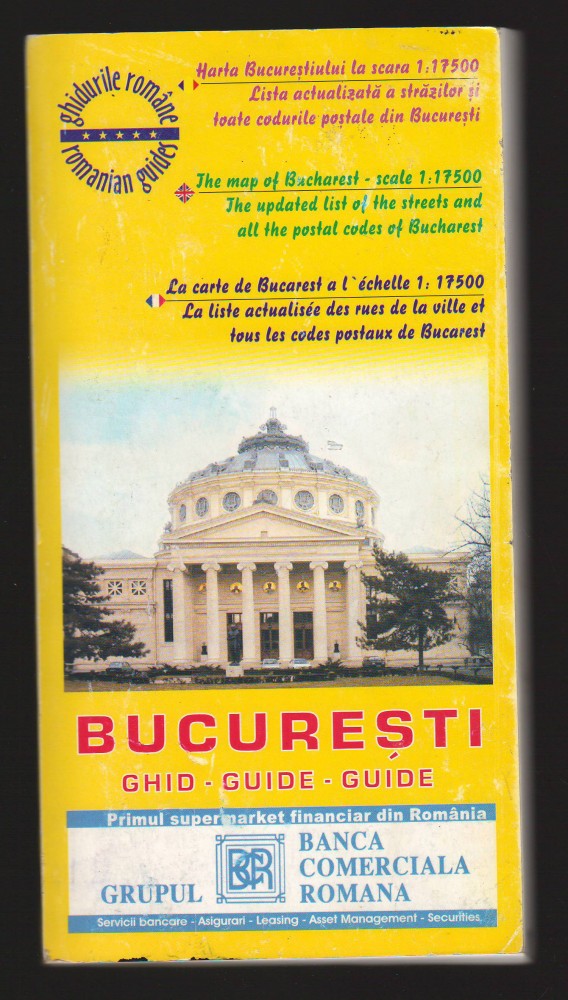 ghidurile române
romanian guides
Harta Bucureştiului la scara 1:17500
Lista actualizată a străzilor şi
toate codurile poştale din Bucureşti
The map of Bucharest - scale 1:17500
The updated list of the streets and
all the postal codes of Bucharest
La carte de Bucarest a l`échelle 1: 17500
La liste actualisée des rues de la ville et
tous les codes postaux de Bucarest
BUCUREŞTI
GHID - GUIDE - GUIDE
Primul supermarket financiar din România
GRUPUL
BCR
BANCA
COMERCIALA
ROMANA
Servicii bancare - Asigurari - Leasing - Asset Management - Securities